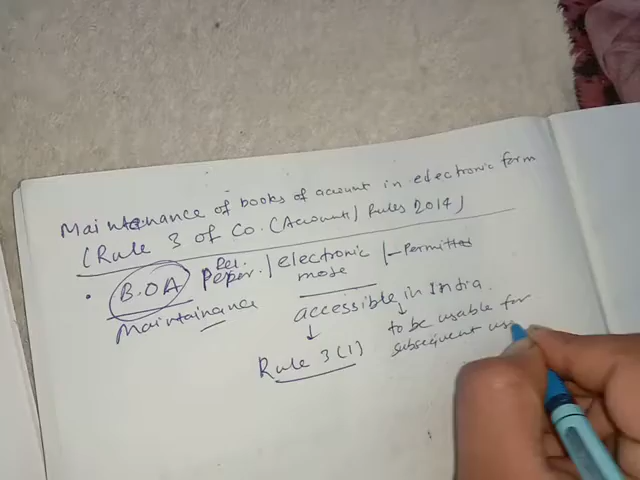 Maintenance of books of account in electronic form
(Rule 3 of Co. (Accounts) Rules 2014)
• B.O.A Rel. Peper. / electronic mode / - Permitted
Maintainance
accessible in India.
↓ ↓
Rule 3(1) to be usable for
subsequent use